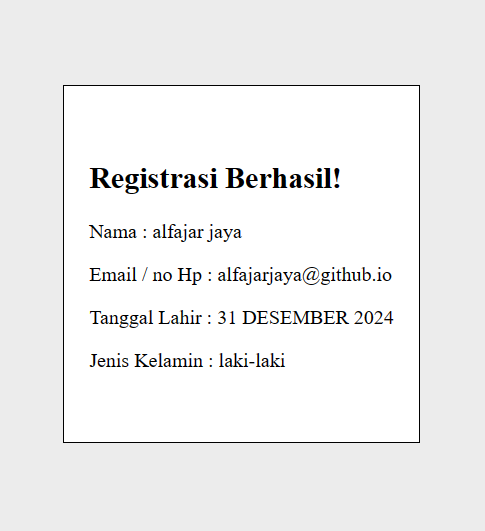 Registrasi Berhasil!
Nama : alfajar jaya
Email / no Hp : alfajarjaya@github.io
Tanggal Lahir : 31 DESEMBER 2024
Jenis Kelamin : laki-laki